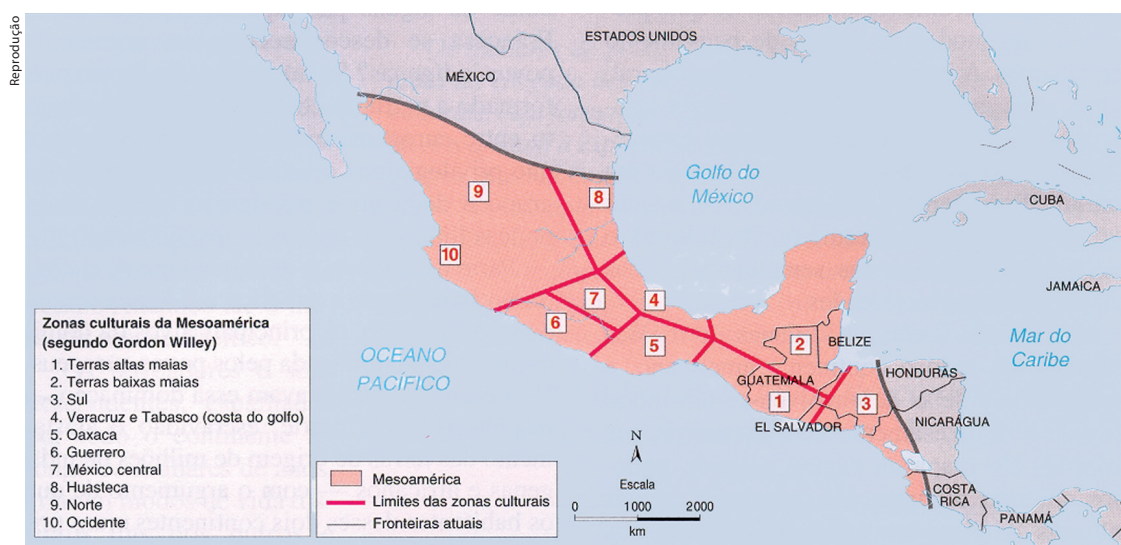 Reprodução
ESTADOS UNIDOS
MÉXICO
Golfo do
México
CUBA
JAMAICA
Mar do
Caribe
OCEANO
PACÍFICO
BELIZE
GUATEMALA
HONDURAS
EL SALVADOR
NICARÁGUA
COSTA
RICA
PANAMÁ
9
8
10
7
4
6
5
2
1
3
Zonas culturais da Mesoamérica
(segundo Gordon Willey)
1. Terras altas maias
2. Terras baixas maias
3. Sul
4. Veracruz e Tabasco (costa do golfo)
5. Oaxaca
6. Guerrero
7. México central
8. Huasteca
9. Norte
10. Ocidente
Mesoamérica
Limites das zonas culturais
Fronteiras atuais
N
Escala
0 1000 2000
km